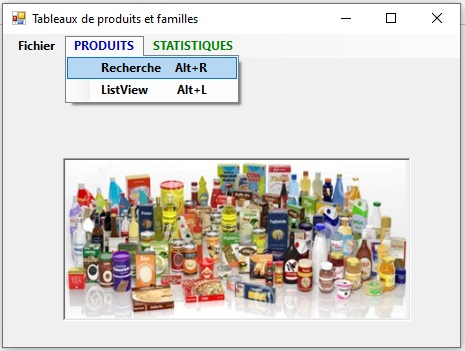 Tableaux de produits et familles
Fichier PRODUITS STATISTIQUES
Recherche Alt+R
ListView Alt+L